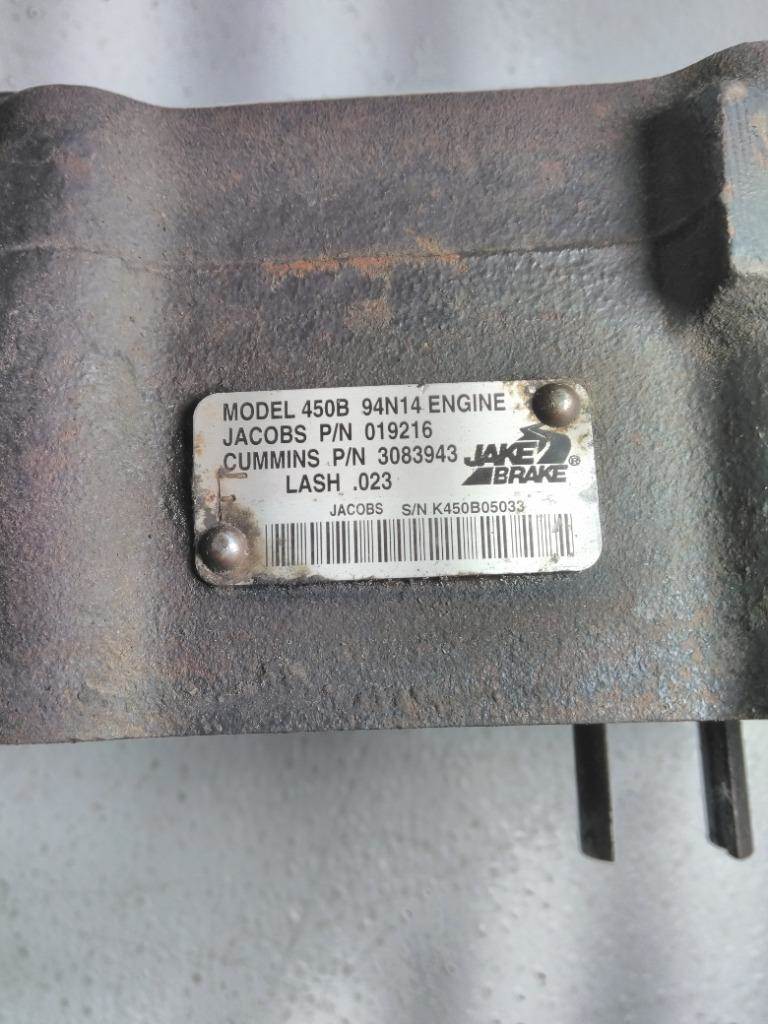 MODEL 450B 94N14 ENGINE
JACOBS P/N 019216
CUMMINS P/N 3083943
LASH .023
JAKE
BRAKE®
JACOBS S/N K450B05033